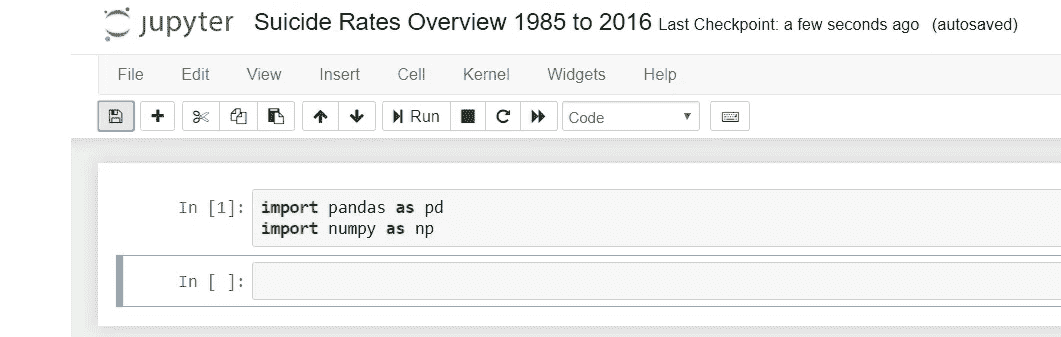 jupyter Suicide Rates Overview 1985 to 2016 Last Checkpoint: a few seconds ago (autosaved)
File Edit View Insert Cell Kernel Widgets Help
Run Code
In [1]: import pandas as pd
import numpy as np
In [ ]: